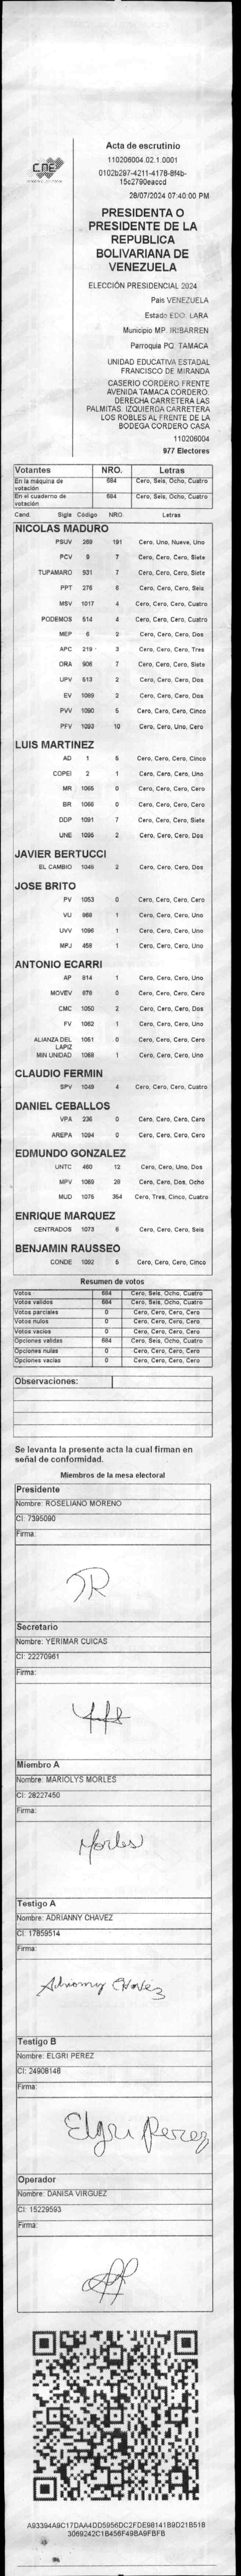 CNE
Acta de escrutinio
110206004.02.1.0001
0102b297-4211-4178-8f4b-
15c2790eaccd
28/07/2024 07:40:00 PM
PRESIDENTA O
PRESIDENTE DE LA
REPUBLICA
BOLIVARIANA DE
VENEZUELA
ELECCIÓN PRESIDENCIAL 2024
País VENEZUELA
Estado EDO. LARA
Municipio MP. IRIBARREN
Parroquia PQ. TAMACA
UNIDAD EDUCATIVA ESTADAL
FRANCISCO DE MIRANDA
CASERIO CORDERO FRENTE
AVENIDA TAMACA CORDERO.
DERECHA CARRETERA LAS
PALMITAS. IZQUIERDA CARRETERA
LOS ROBLES AL FRENTE DE LA
BODEGA CORDERO CASA
110206004
977 Electores
Votantes NRO. Letras
En la máquina de votación 684 Cero, Seis, Ocho, Cuatro
En el cuaderno de votación 684 Cero, Seis, Ocho, Cuatro
Cand. Sigla Código NRO. Letras
NICOLAS MADURO
PSUV 269 191 Cero, Uno, Nueve, Uno
PCV 9 7 Cero, Cero, Cero, Siete
TUPAMARO 931 7 Cero, Cero, Cero, Siete
PPT 276 6 Cero, Cero, Cero, Seis
MSV 1017 4 Cero, Cero, Cero, Cuatro
PODEMOS 514 4 Cero, Cero, Cero, Cuatro
MEP 6 2 Cero, Cero, Cero, Dos
APC 219 3 Cero, Cero, Cero, Tres
ORA 906 7 Cero, Cero, Cero, Siete
UPV 513 2 Cero, Cero, Cero, Dos
EV 1089 2 Cero, Cero, Cero, Dos
PVV 1090 5 Cero, Cero, Cero, Cinco
PFV 1093 10 Cero, Cero, Uno, Cero
LUIS MARTINEZ
AD 1 5 Cero, Cero, Cero, Cinco
COPEI 2 1 Cero, Cero, Cero, Uno
MR 1065 0 Cero, Cero, Cero, Cero
BR 1066 0 Cero, Cero, Cero, Cero
DDP 1091 7 Cero, Cero, Cero, Siete
UNE 1095 2 Cero, Cero, Cero, Dos
JAVIER BERTUCCI
EL CAMBIO 1048 2 Cero, Cero, Cero, Dos
JOSE BRITO
PV 1053 0 Cero, Cero, Cero, Cero
VU 968 1 Cero, Cero, Cero, Uno
UVV 1096 1 Cero, Cero, Cero, Uno
MPJ 458 1 Cero, Cero, Cero, Uno
ANTONIO ECARRI
AP 814 1 Cero, Cero, Cero, Uno
MOVEV 979 0 Cero, Cero, Cero, Cero
CMC 1050 2 Cero, Cero, Cero, Dos
FV 1062 1 Cero, Cero, Cero, Uno
ALIANZA DEL LAPIZ 1051 0 Cero, Cero, Cero, Cero
MIN UNIDAD 1068 1 Cero, Cero, Cero, Uno
CLAUDIO FERMIN
SPV 1049 4 Cero, Cero, Cero, Cuatro
DANIEL CEBALLOS
VPA 236 0 Cero, Cero, Cero, Cero
AREPA 1094 0 Cero, Cero, Cero, Cero
EDMUNDO GONZALEZ
UNTC 460 12 Cero, Cero, Uno, Dos
MPV 1069 28 Cero, Cero, Dos, Ocho
MUD 1075 354 Cero, Tres, Cinco, Cuatro
ENRIQUE MARQUEZ
CENTRADOS 1073 6 Cero, Cero, Cero, Seis
BENJAMIN RAUSSEO
CONDE 1092 5 Cero, Cero, Cero, Cinco
Resumen de votos
Votos 684 Cero, Seis, Ocho, Cuatro
Votos validos 684 Cero, Seis, Ocho, Cuatro
Votos parciales 0 Cero, Cero, Cero, Cero
Votos nulos 0 Cero, Cero, Cero, Cero
Votos vacios 0 Cero, Cero, Cero, Cero
Opciones validas 684 Cero, Seis, Ocho, Cuatro
Opciones nulas 0 Cero, Cero, Cero, Cero
Opciones vacias 0 Cero, Cero, Cero, Cero
Observaciones:
Se levanta la presente acta la cual firman en
señal de conformidad.
Miembros de la mesa electoral
Presidente
Nombre: ROSELIANO MORENO
CI: 7395090
Firma:
Secretario
Nombre: YERIMAR CUICAS
CI: 22270961
Firma:
Miembro A
Nombre: MARIOLYS MORLES
CI: 28227450
Firma:
Morles
Testigo A
Nombre: ADRIANNY CHAVEZ
CI: 17859514
Firma:
Adrianny Chavez
Testigo B
Nombre: ELGRI PEREZ
CI: 24908148
Firma:
Elgri Perez
Operador
Nombre: DANISA VIRGUEZ
CI: 15229593
Firma:
A93394A9C17DAA4DD5956DC2FDE98141B9D21B518
3069242C1B456F49BA9FBFB